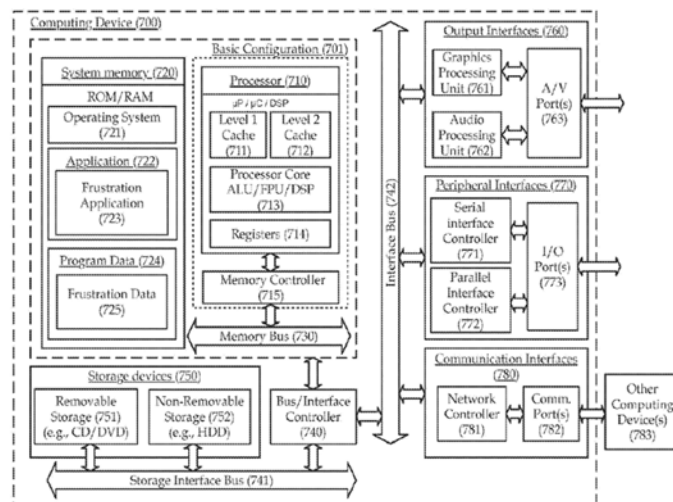 Computing Device (700)
Basic Configuration (701)
System memory (720)
ROM/RAM
Operating System
(721)
Application (722)
Frustration
Application
(723)
Program Data (724)
Frustration Data
(725)
Processor (710)
µP / µC / DSP
Level 1
Cache
(711)
Level 2
Cache
(712)
Processor Core
ALU/FPU/DSP
(713)
Registers (714)
Memory Controller
(715)
Memory Bus (730)
Storage devices (750)
Removable
Storage (751)
(e.g., CD/DVD)
Non-Removable
Storage (752)
(e.g., HDD)
Bus/Interface
Controller
(740)
Storage Interface Bus (741)
Interface Bus (742)
Output Interfaces (760)
Graphics
Processing
Unit (761)
Audio
Processing
Unit (762)
A/V
Port(s)
(763)
Peripheral Interfaces (770)
Serial
interface
Controller
(771)
Parallel
Interface
Controller
(772)
I/O
Port(s)
(773)
Communication Interfaces
(780)
Network
Controller
(781)
Comm.
Port(s)
(782)
Other
Computing
Device(s)
(783)